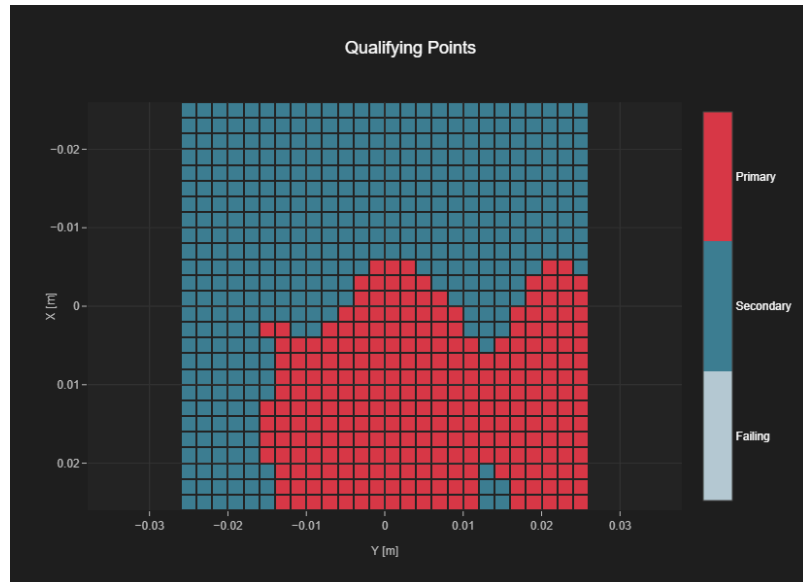 Qualifying Points
−0.02
−0.01
0
0.01
0.02
X [m]
−0.03
−0.02
−0.01
0
0.01
0.02
0.03
Y [m]
Primary
Secondary
Failing